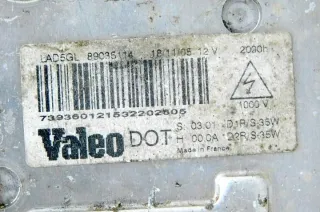 LAD5GL 89035114 18/11/05 12 V 2030h
1000 V
739360121532202505
Valeo DOT S. 03.01 D1R/S-35W
H 00.0A D2R/S-35W
Made in France